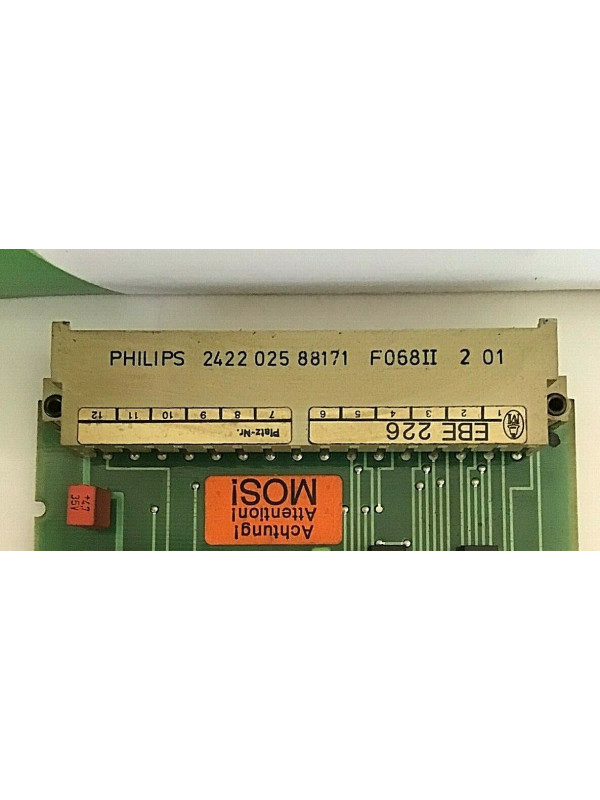 PHILIPS 2422 025 88171 F068II 2 01
1 2 3 4 5 6
EBE 226
7 8 9 10 11 12
Platz-Nr.
Achtung!
Attention!
MOS!
+4.7
35V